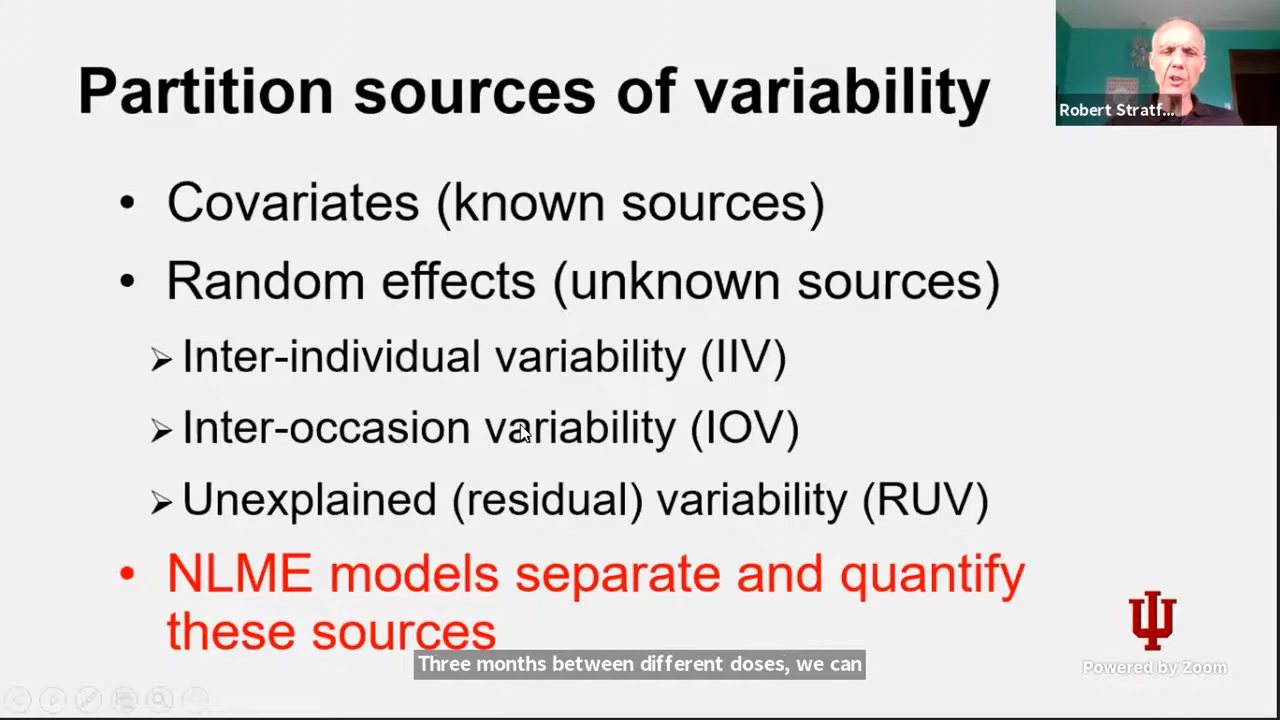 Partition sources of variability
Robert Stratf...
• Covariates (known sources)
• Random effects (unknown sources)
➢ Inter-individual variability (IIV)
➢ Inter-occasion variability (IOV)
➢ Unexplained (residual) variability (RUV)
• NLME models separate and quantify
these sources
Three months between different doses, we can
Powered by Zoom